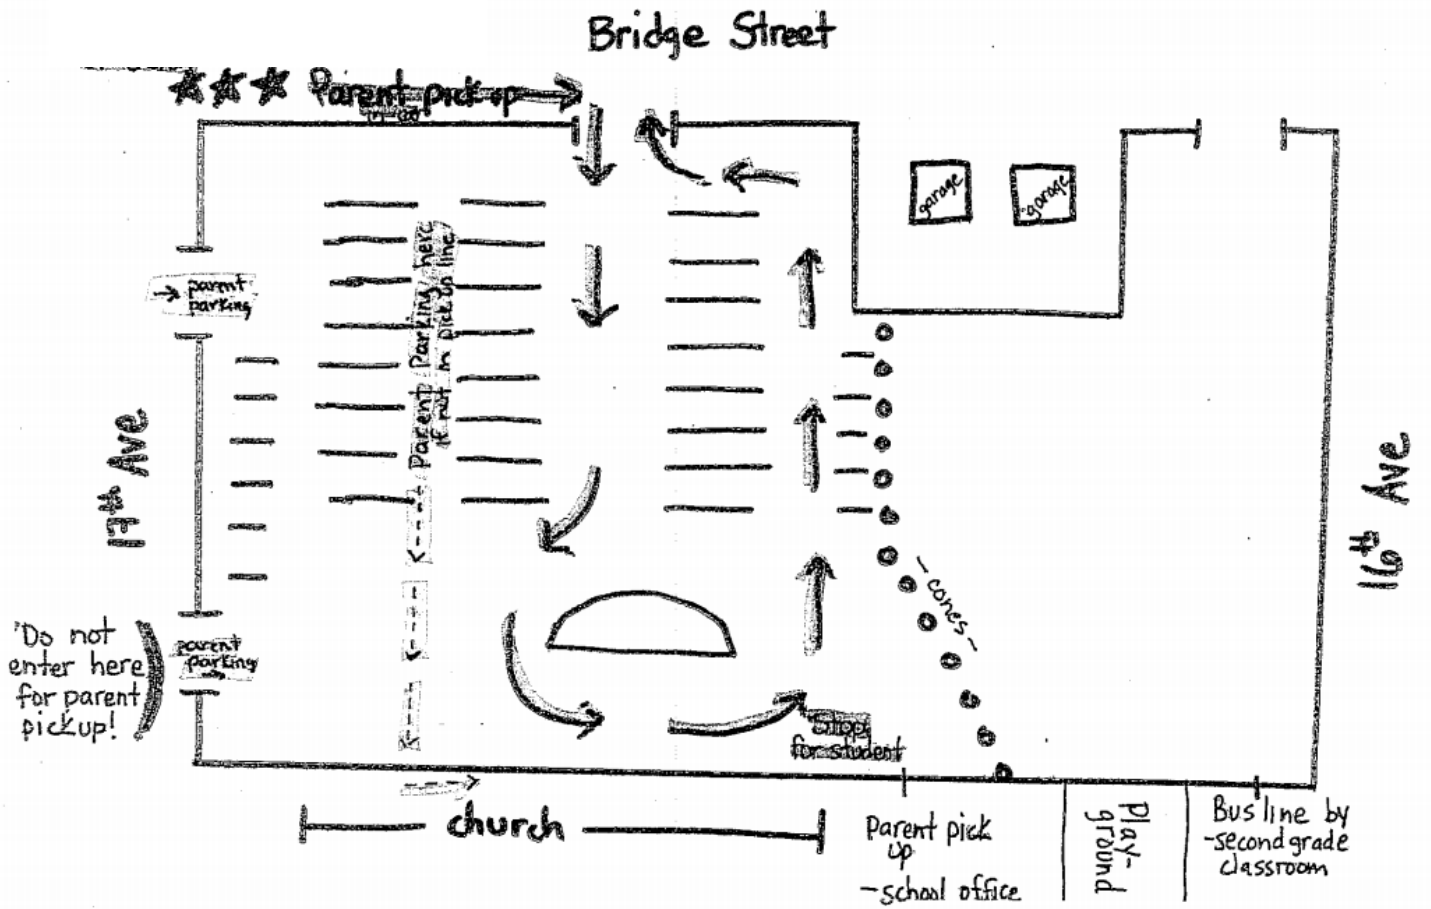 Bridge Street
Parent pick up
garage
garage
→ parent
parking
Parent Parking here
if not in pick up line
17th Ave
16th Ave
-cones-
"Do not
enter here
for parent
pickup!
parent
parking
Stop
for student
church
Parent pick
up
-school office
Play-
ground
Bus line by
-second grade
classroom